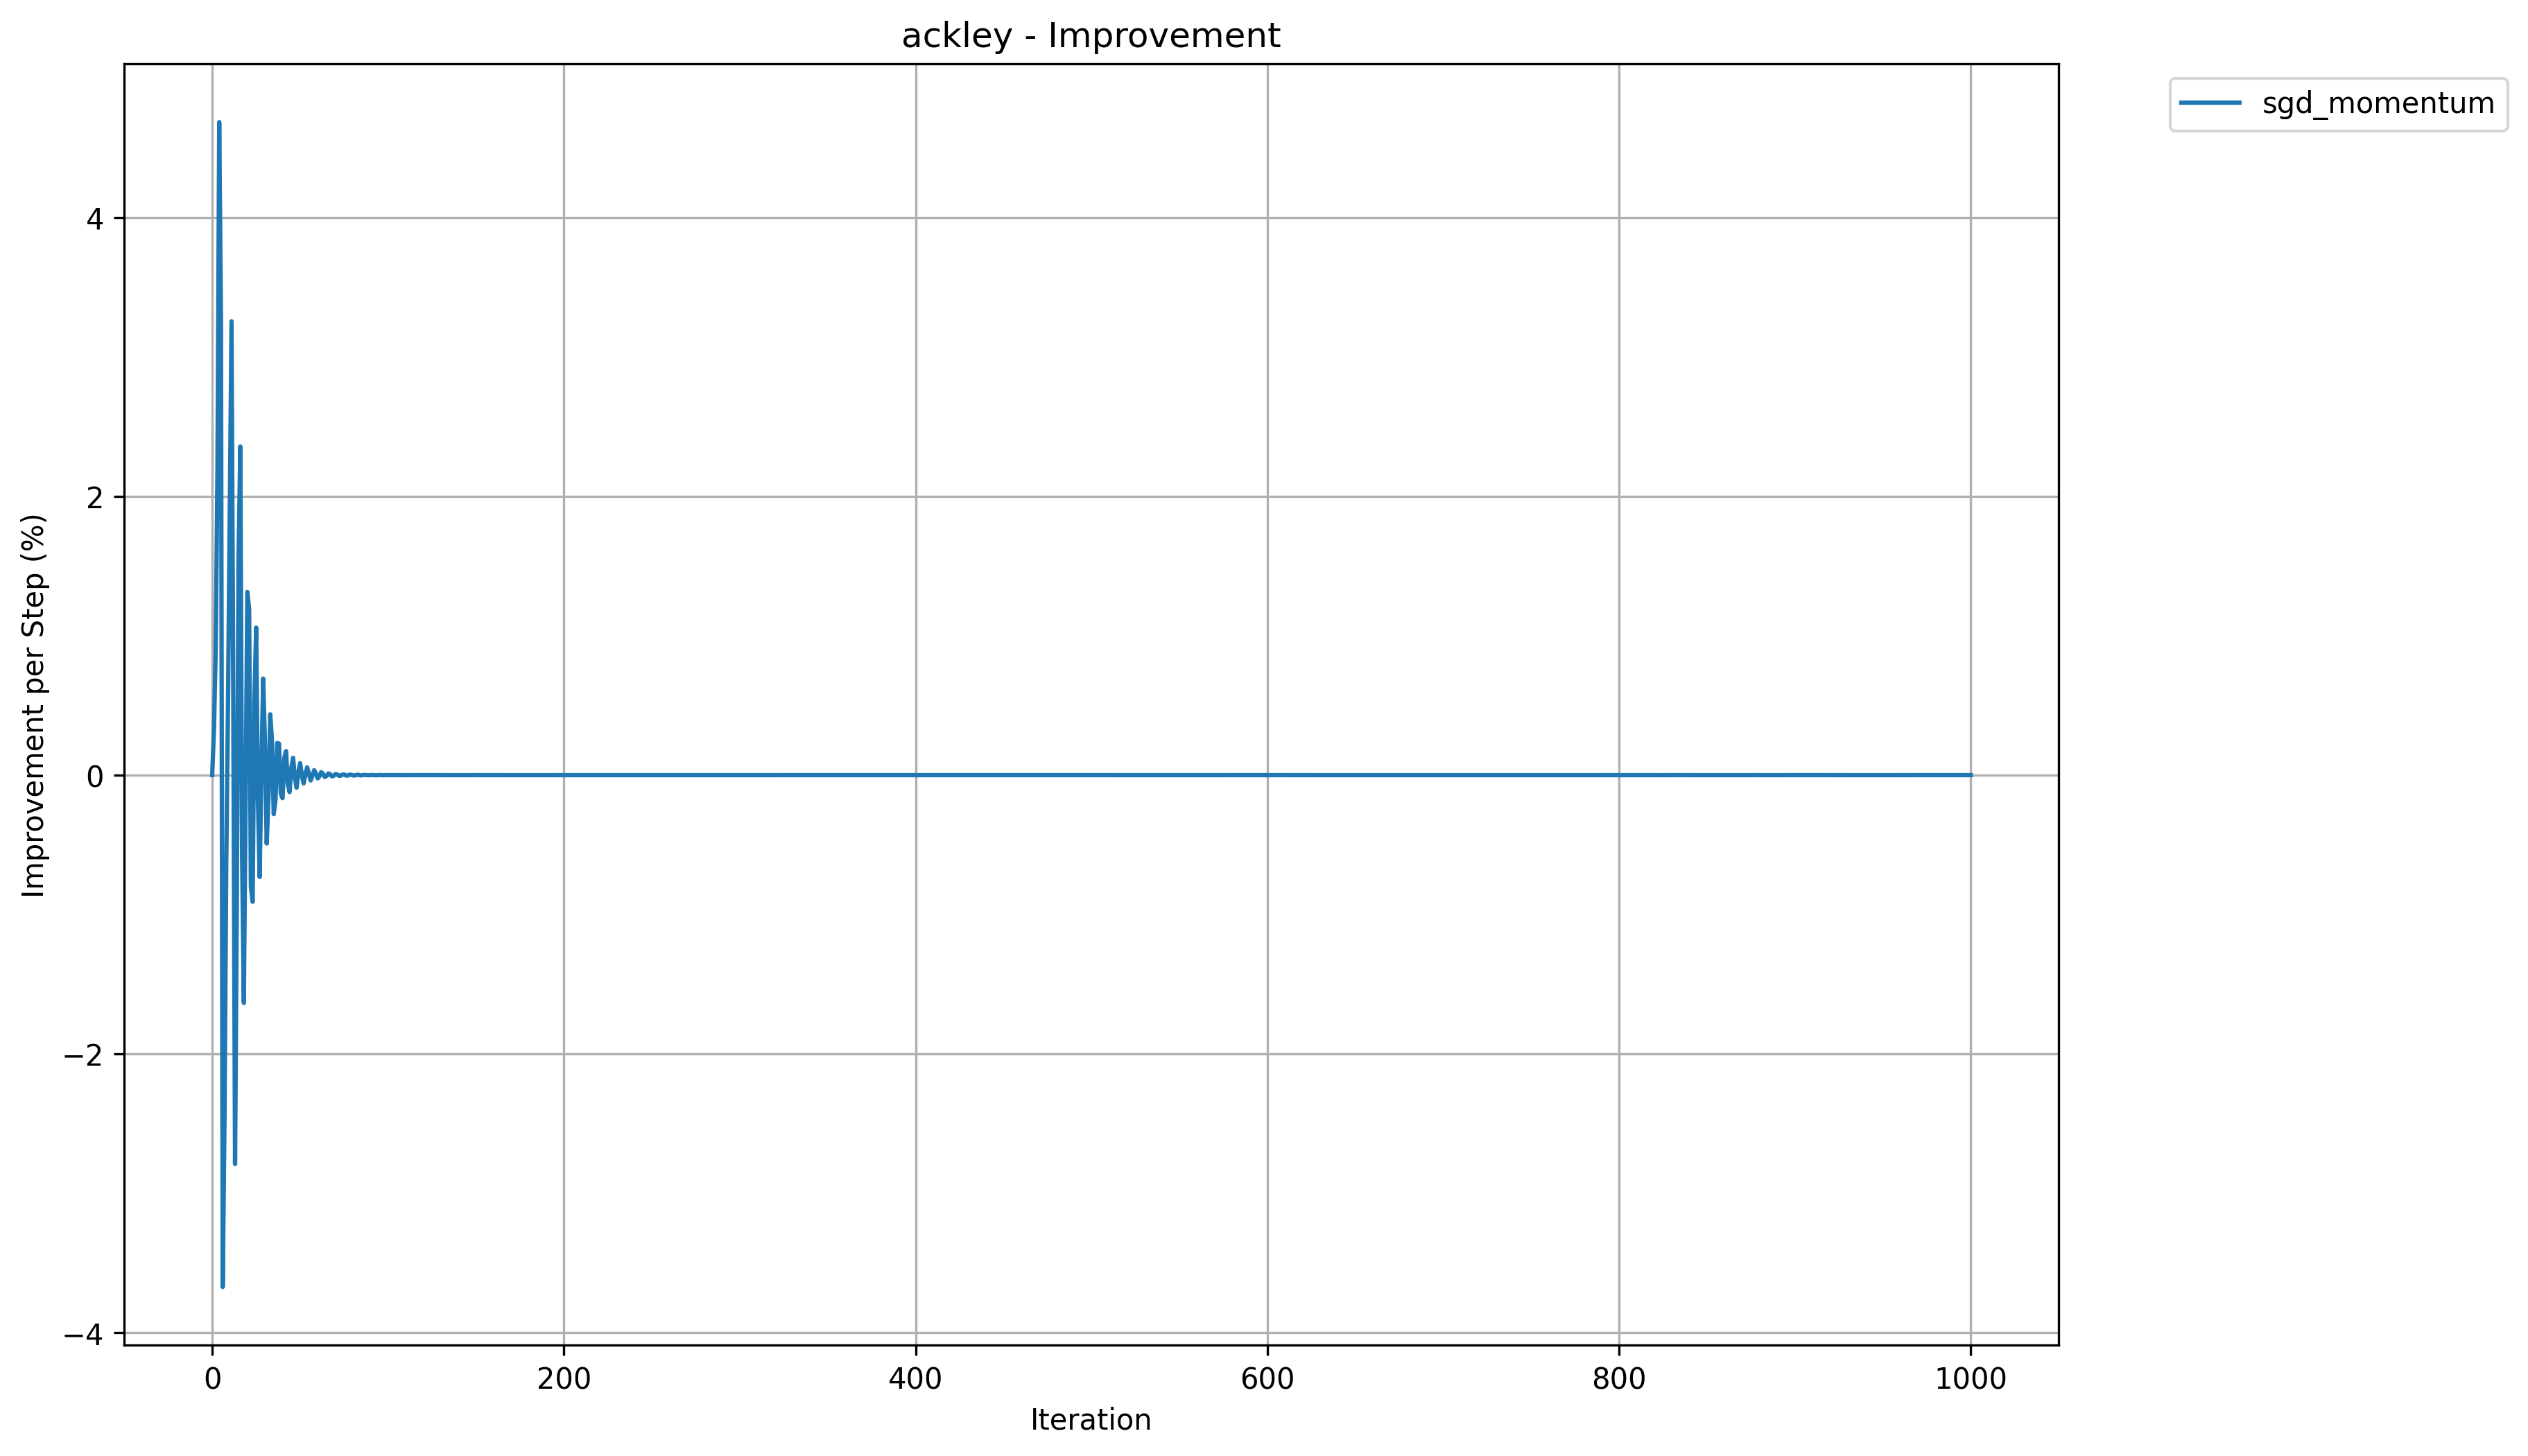 ackley - Improvement
sgd_momentum
Improvement per Step (%)
4
2
0
−2
−4
0 200 400 600 800 1000
Iteration